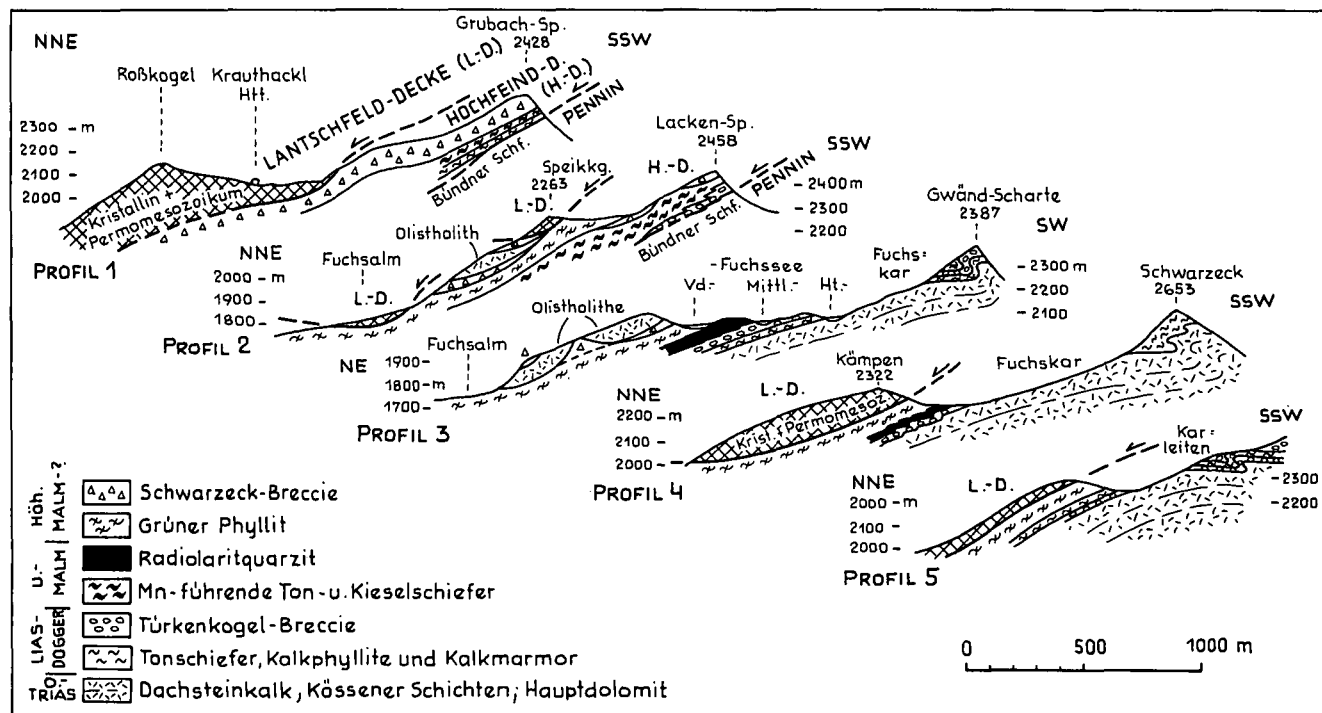 NNE
Roßkogel
Krauthackl
Htt.
LANTSCHFELD-DECKE (L.-D.)
HOCHFEIND-D.
(H.-D.)
Grubach-Sp.
2428
SSW
PENNIN
2300 - m
2200 -
2100 -
2000 -
Kristallin +
Permomesozoikum
Bündner Schf.
PROFIL 1
NNE
Fuchsalm
L.-D.
Olistholith
Speikkg.
2263
L.-D.
H.-D.
Lacken-Sp.
2458
SSW
PENNIN
Bündner Schf.
2000 - m
1900 -
1800 -
- 2400 m
- 2300
- 2200
PROFIL 2
NE
Fuchsalm
Olistholithe
-Fuchssee
Vd.-
Mittl.-
Ht.-
Fuchs-
kar
Gwänd-Scharte
2387
SW
1900 -
1800 - m
1700 -
- 2300 m
- 2200
- 2100
PROFIL 3
NNE
L.-D.
Kämpen
2322
Fuchskar
Schwarzeck
2653
SSW
2200 - m
2100 -
2000 -
Krist.+Permomesoz.
PROFIL 4
NNE
L.-D.
Kar-
leiten
SSW
2000 - m
2100 -
2000 -
- 2300
- 2200
PROFIL 5
HÖH.
MALM-?
Schwarzeck-Breccie
Grüner Phyllit
U.-
MALM
Radiolaritquarzit
Mn-führende Ton-u. Kieselschiefer
LIAS-
DOGGER
Türkenkogel-Breccie
Tonschiefer, Kalkphyllite und Kalkmarmor
O.-
TRIAS
Dachsteinkalk, Kössener Schichten, Hauptdolomit
0 500 1000 m